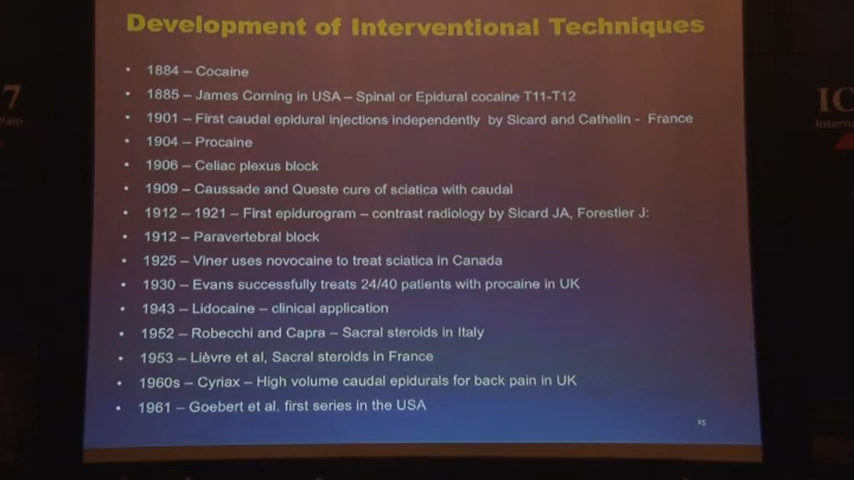 Development of Interventional Techniques
• 1884 – Cocaine
• 1885 – James Corning in USA – Spinal or Epidural cocaine T11-T12
• 1901 – First caudal epidural injections independently by Sicard and Cathelin - France
• 1904 – Procaine
• 1906 – Celiac plexus block
• 1909 – Caussade and Queste cure of sciatica with caudal
• 1912 – 1921 – First epidurogram – contrast radiology by Sicard JA, Forestier J:
• 1912 – Paravertebral block
• 1925 – Viner uses novocaine to treat sciatica in Canada
• 1930 – Evans successfully treats 24/40 patients with procaine in UK
• 1943 – Lidocaine – clinical application
• 1952 – Robecchi and Capra – Sacral steroids in Italy
• 1953 – Lièvre et al, Sacral steroids in France
• 1960s – Cyriax – High volume caudal epidurals for back pain in UK
• 1961 – Goebert et al. first series in the USA
7
Pain
IC
Interna